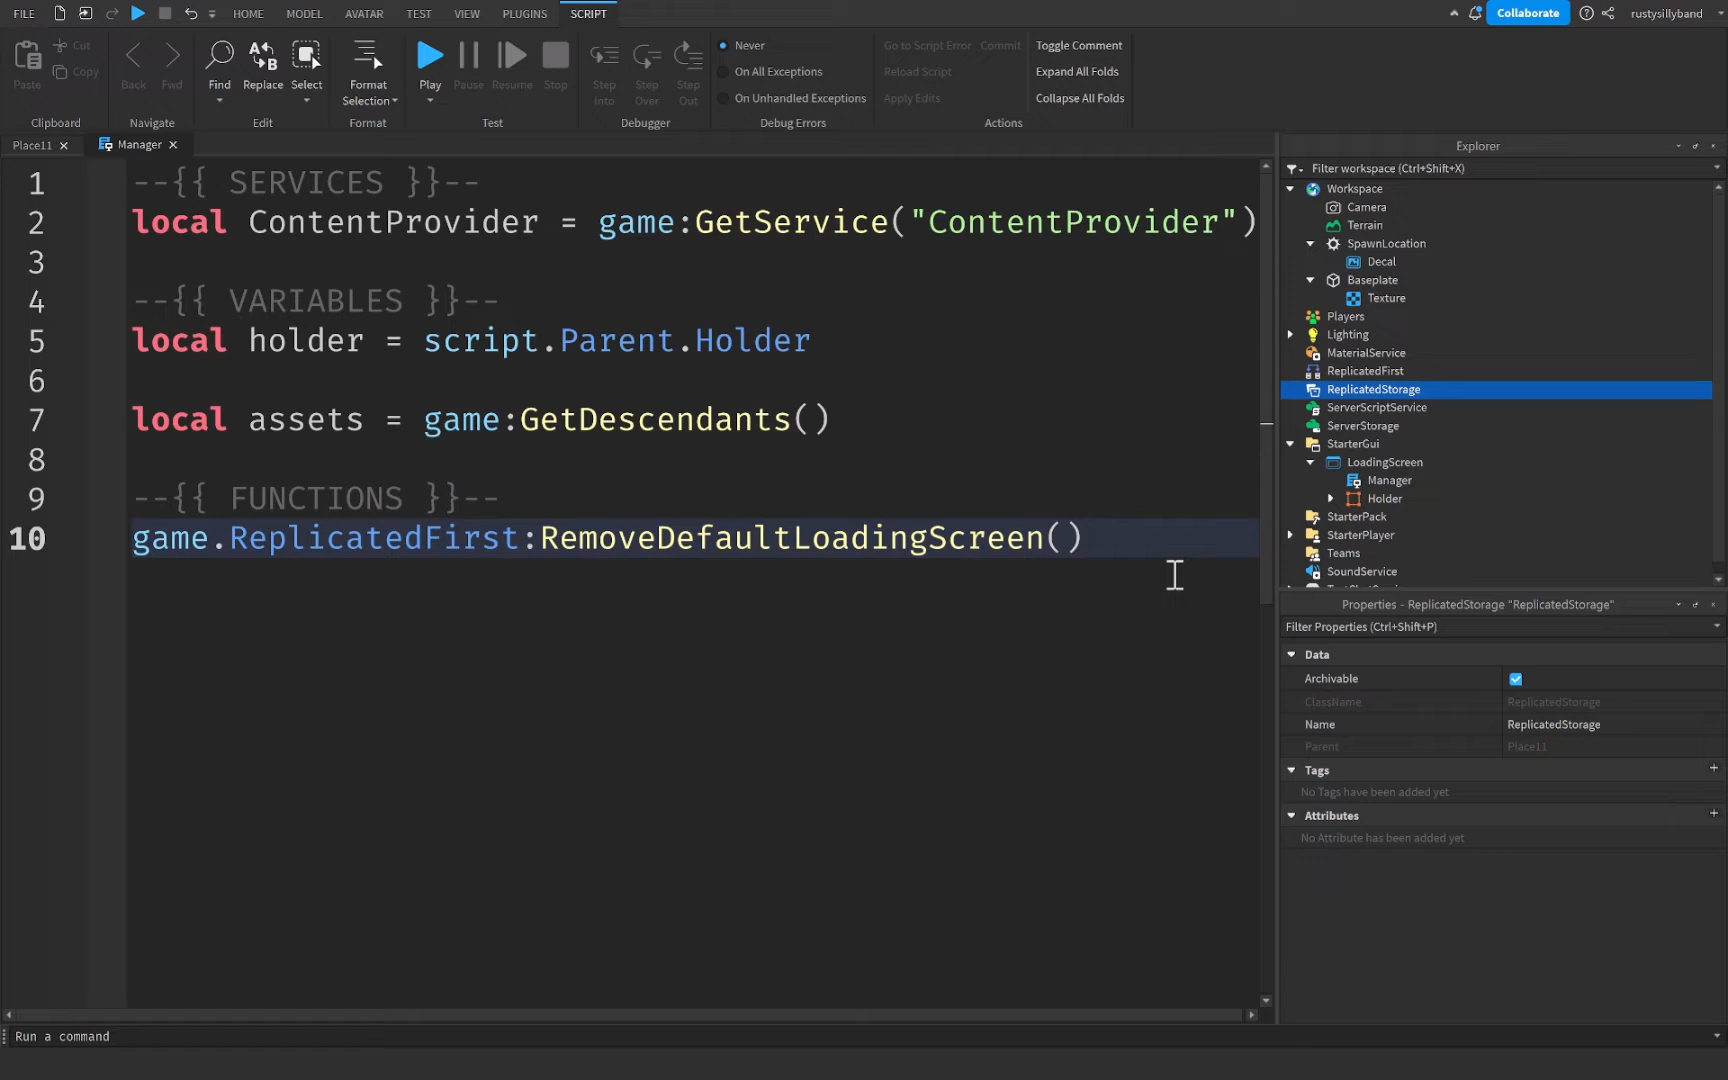 FILE HOME MODEL AVATAR TEST VIEW PLUGINS SCRIPT Collaborate rustysillyband
Paste Cut Copy
Back Fwd
Find Replace Select
Format Selection
Play Pause Resume Stop
Step Into Step Over Step Out
Never
On All Exceptions
On Unhandled Exceptions
Go to Script Error Commit
Reload Script
Apply Edits
Toggle Comment
Expand All Folds
Collapse All Folds
Clipboard Navigate Edit Format Test Debugger Debug Errors Actions
Place11 Manager
1 --{{ SERVICES }}--
2 local ContentProvider = game:GetService("ContentProvider")
3
4 --{{ VARIABLES }}--
5 local holder = script.Parent.Holder
6
7 local assets = game:GetDescendants()
8
9 --{{ FUNCTIONS }}--
10 game.ReplicatedFirst:RemoveDefaultLoadingScreen()
Explorer
Filter workspace (Ctrl+Shift+X)
Workspace
Camera
Terrain
SpawnLocation
Decal
Baseplate
Texture
Players
Lighting
MaterialService
ReplicatedFirst
ReplicatedStorage
ServerScriptService
ServerStorage
StarterGui
LoadingScreen
Manager
Holder
StarterPack
StarterPlayer
Teams
SoundService
Properties - ReplicatedStorage "ReplicatedStorage"
Filter Properties (Ctrl+Shift+P)
Data
Archivable
ClassName ReplicatedStorage
Name ReplicatedStorage
Parent Place11
Tags
No Tags have been added yet
Attributes
No Attribute has been added yet
Run a command